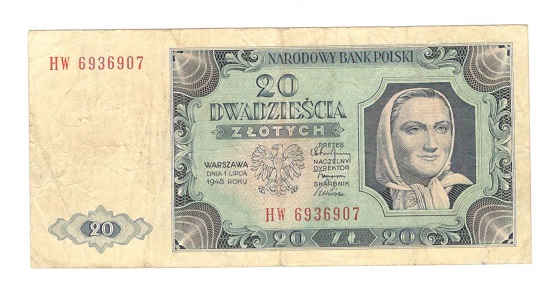 HW 6936907
NARODOWY BANK POLSKI
20
DWADZIEŚCIA
ZŁOTYCH
WARSZAWA
DNIA 1 LIPCA
1948 ROKU
PREZES
NACZELNY
DYREKTOR
SKARBNIK
HW 6936907
20
20 ZŁ 20